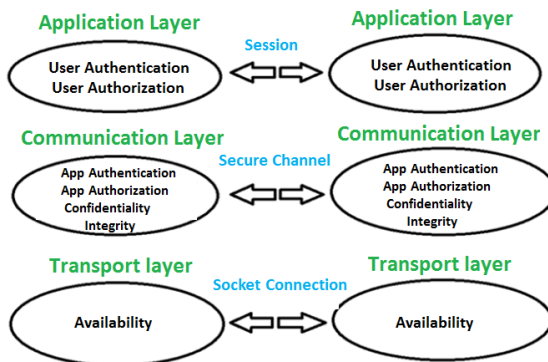 Application Layer
Application Layer
Session
User Authentication
User Authorization
User Authentication
User Authorization
Communication Layer
Communication Layer
Secure Channel
App Authentication
App Authorization
Confidentiality
Integrity
App Authentication
App Authorization
Confidentiality
Integrity
Transport layer
Transport layer
Socket Connection
Availability
Availability